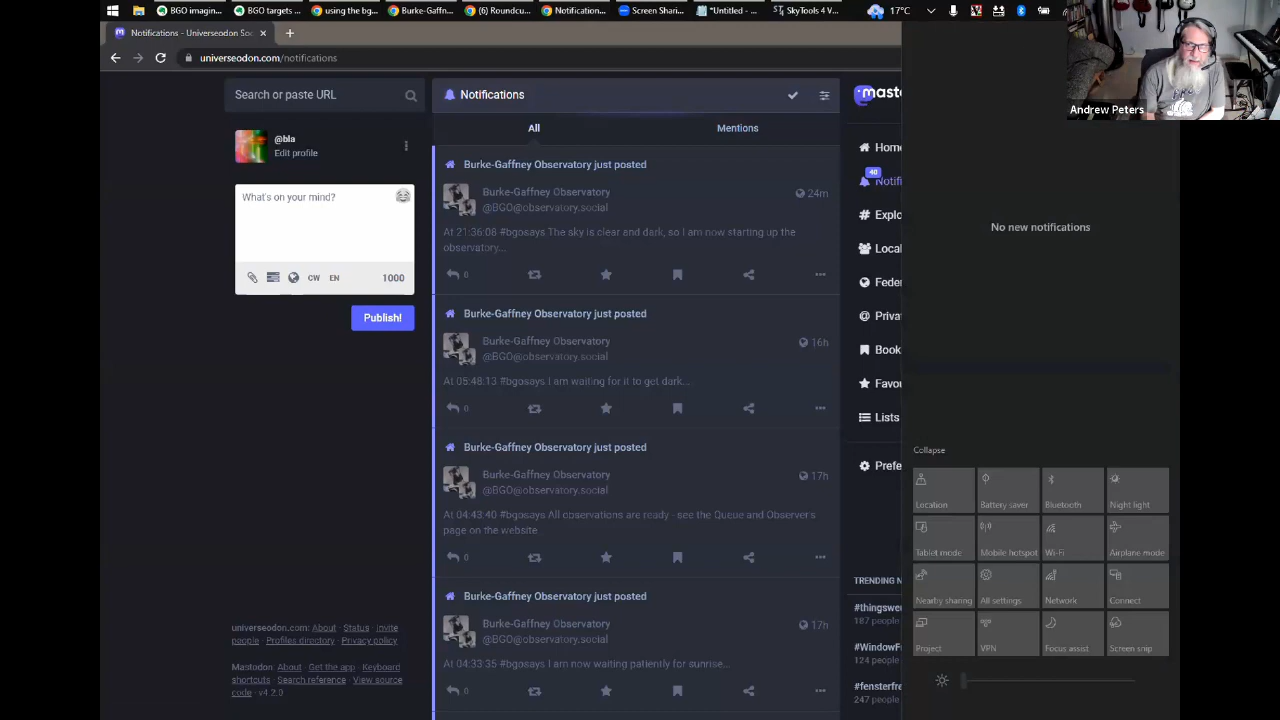 BGO imagin...
BGO targets ...
using the bg...
Burke-Gaffn...
(6) Roundcu...
Notification...
Screen Shari...
*Untitled - ...
SkyTools 4 V...
17°C
Notifications - Universeodon Soc
universeodon.com/notifications
Andrew Peters
Search or paste URL
@bla
Edit profile
What's on your mind?
CW
EN
1000
Publish!
Notifications
All
Mentions
Burke-Gaffney Observatory just posted
Burke-Gaffney Observatory
24m
@BGO@observatory.social
At 21:36:08 #bgosays The sky is clear and dark, so I am now starting up the
observatory...
0
Burke-Gaffney Observatory just posted
Burke-Gaffney Observatory
16h
@BGO@observatory.social
At 05:48:13 #bgosays I am waiting for it to get dark...
0
Burke-Gaffney Observatory just posted
Burke-Gaffney Observatory
17h
@BGO@observatory.social
At 04:43:40 #bgosays All observations are ready - see the Queue and Observer's
page on the website...
0
Burke-Gaffney Observatory just posted
Burke-Gaffney Observatory
17h
@BGO@observatory.social
At 04:33:35 #bgosays I am now waiting patiently for sunrise...
0
mast
Home
40
Notifi
Explo
Local
Feder
Priva
Book
Favou
Lists
Prefe
TRENDING N
#thingswer
187 people
#WindowFr
124 people
#fensterfre
247 people
universeodon.com: About · Status · Invite
people · Profiles directory · Privacy policy
Mastodon: About · Get the app · Keyboard
shortcuts · Search reference · View source
code · v4.2.0
No new notifications
Collapse
Location
Battery saver
Bluetooth
Night light
Tablet mode
Mobile hotspot
Wi-Fi
Airplane mode
Nearby sharing
All settings
Network
Connect
Project
VPN
Focus assist
Screen snip